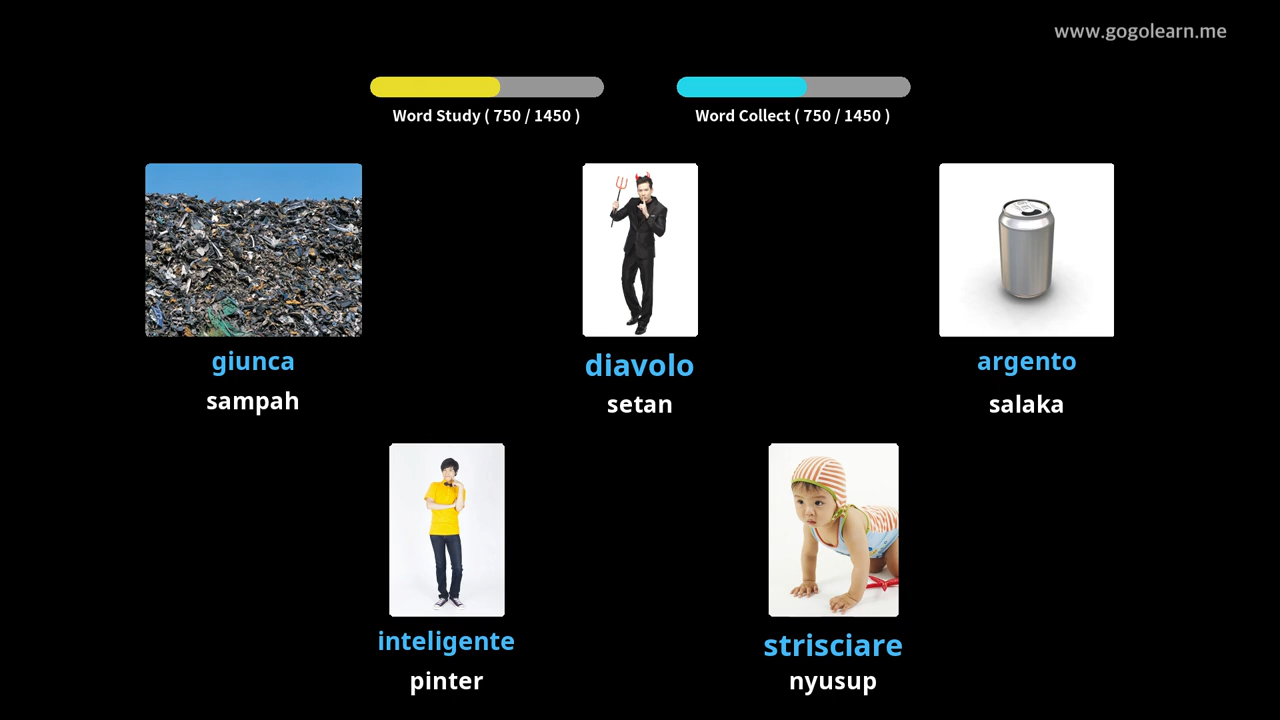 www.gogolearn.me
Word Study ( 750 / 1450 )
Word Collect ( 750 / 1450 )
giunca
sampah
diavolo
setan
argento
salaka
inteligente
pinter
strisciare
nyusup